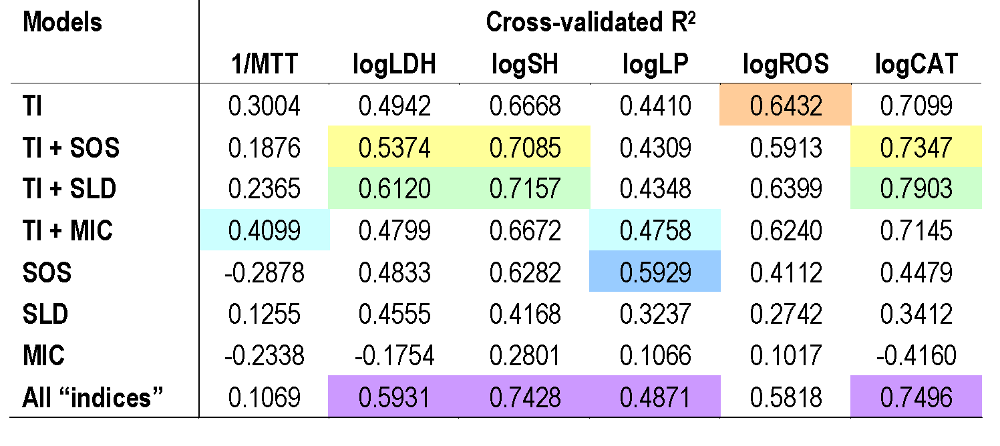 Models Cross-validated R²
1/MTT logLDH logSH logLP logROS logCAT
TI 0.3004 0.4942 0.6668 0.4410 0.6432 0.7099
TI + SOS 0.1876 0.5374 0.7085 0.4309 0.5913 0.7347
TI + SLD 0.2365 0.6120 0.7157 0.4348 0.6399 0.7903
TI + MIC 0.4099 0.4799 0.6672 0.4758 0.6240 0.7145
SOS -0.2878 0.4833 0.6282 0.5929 0.4112 0.4479
SLD 0.1255 0.4555 0.4168 0.3237 0.2742 0.3412
MIC -0.2338 -0.1754 0.2801 0.1066 0.1017 -0.4160
All “indices” 0.1069 0.5931 0.7428 0.4871 0.5818 0.7496